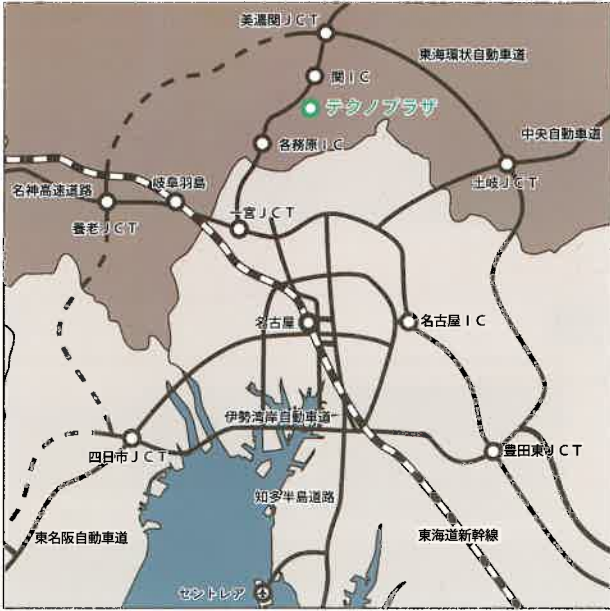 美濃関JCT
東海環状自動車道
関IC
テクノプラザ
中央自動車道
各務原IC
土岐JCT
名神高速道路
岐阜羽島
養老JCT
一宮JCT
名古屋
名古屋IC
伊勢湾岸自動車道
四日市JCT
豊田東JCT
知多半島道路
東名阪自動車道
東海道新幹線
セントレア